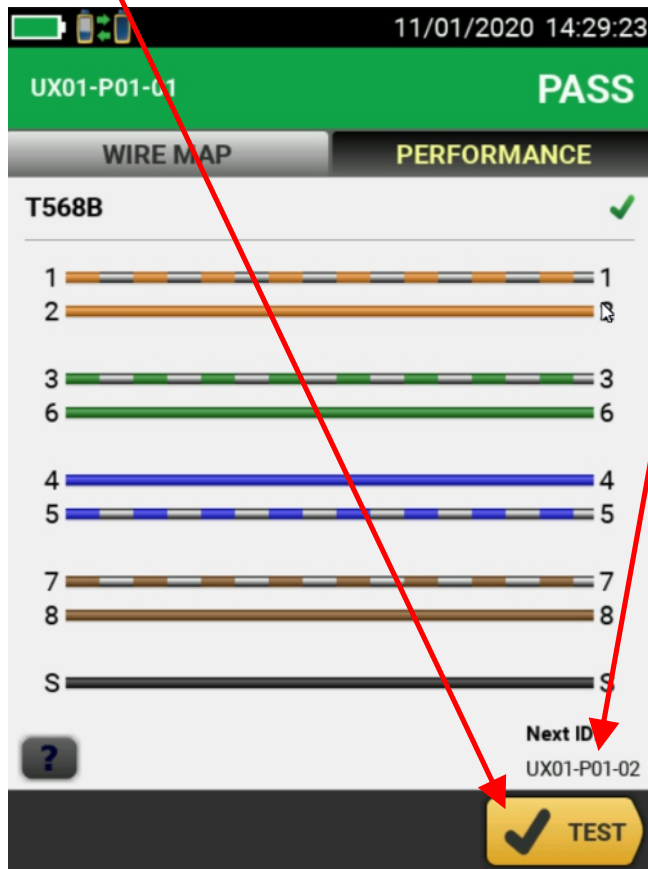 11/01/2020 14:29:23
UX01-P01-01
PASS
WIRE MAP
PERFORMANCE
T568B
1 1
2
3 3
6 6
4 4
5 5
7 7
8 8
S S
Next ID
UX01-P01-02
? TEST